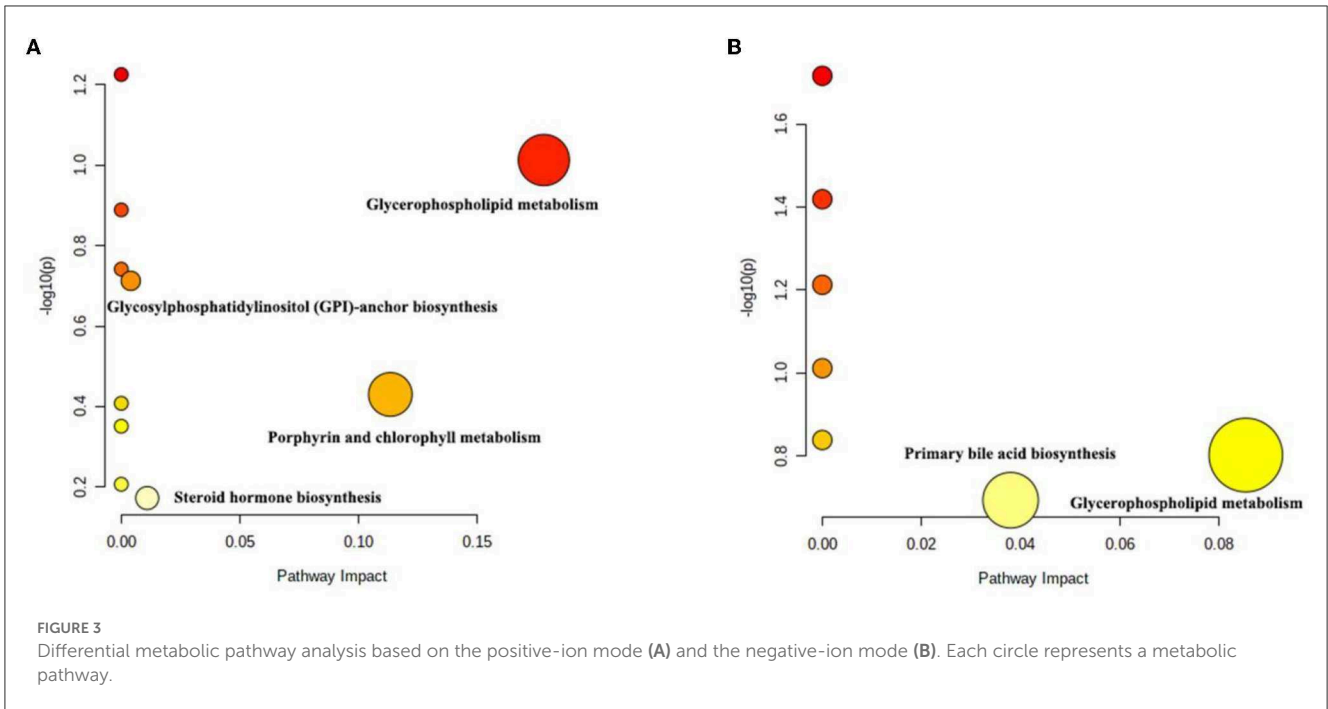 A
1.2
1.0
0.8
0.6
0.4
0.2
-log10(p)
Glycerophospholipid metabolism
Glycosylphosphatidylinositol (GPI)-anchor biosynthesis
Porphyrin and chlorophyll metabolism
Steroid hormone biosynthesis
0.00 0.05 0.10 0.15
Pathway Impact
B
1.6
1.4
1.2
1.0
0.8
-log10(p)
Primary bile acid biosynthesis
Glycerophospholipid metabolism
0.00 0.02 0.04 0.06 0.08
Pathway Impact
FIGURE 3
Differential metabolic pathway analysis based on the positive-ion mode (A) and the negative-ion mode (B). Each circle represents a metabolic
pathway.